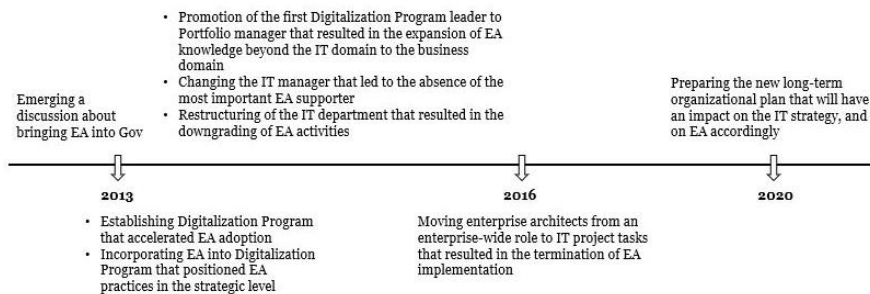 • Promotion of the first Digitalization Program leader to
Portfolio manager that resulted in the expansion of EA
knowledge beyond the IT domain to the business
domain
• Changing the IT manager that led to the absence of the
most important EA supporter
• Restructuring of the IT department that resulted in the
downgrading of EA activities
Emerging a
discussion about
bringing EA into Gov
Preparing the new long-term
organizational plan that will have
an impact on the IT strategy, and
on EA accordingly
2013
2016
2020
• Establishing Digitalization Program
that accelerated EA adoption
• Incorporating EA into Digitalization
Program that positioned EA
practices in the strategic level
Moving enterprise architects from an
enterprise-wide role to IT project tasks
that resulted in the termination of EA
implementation